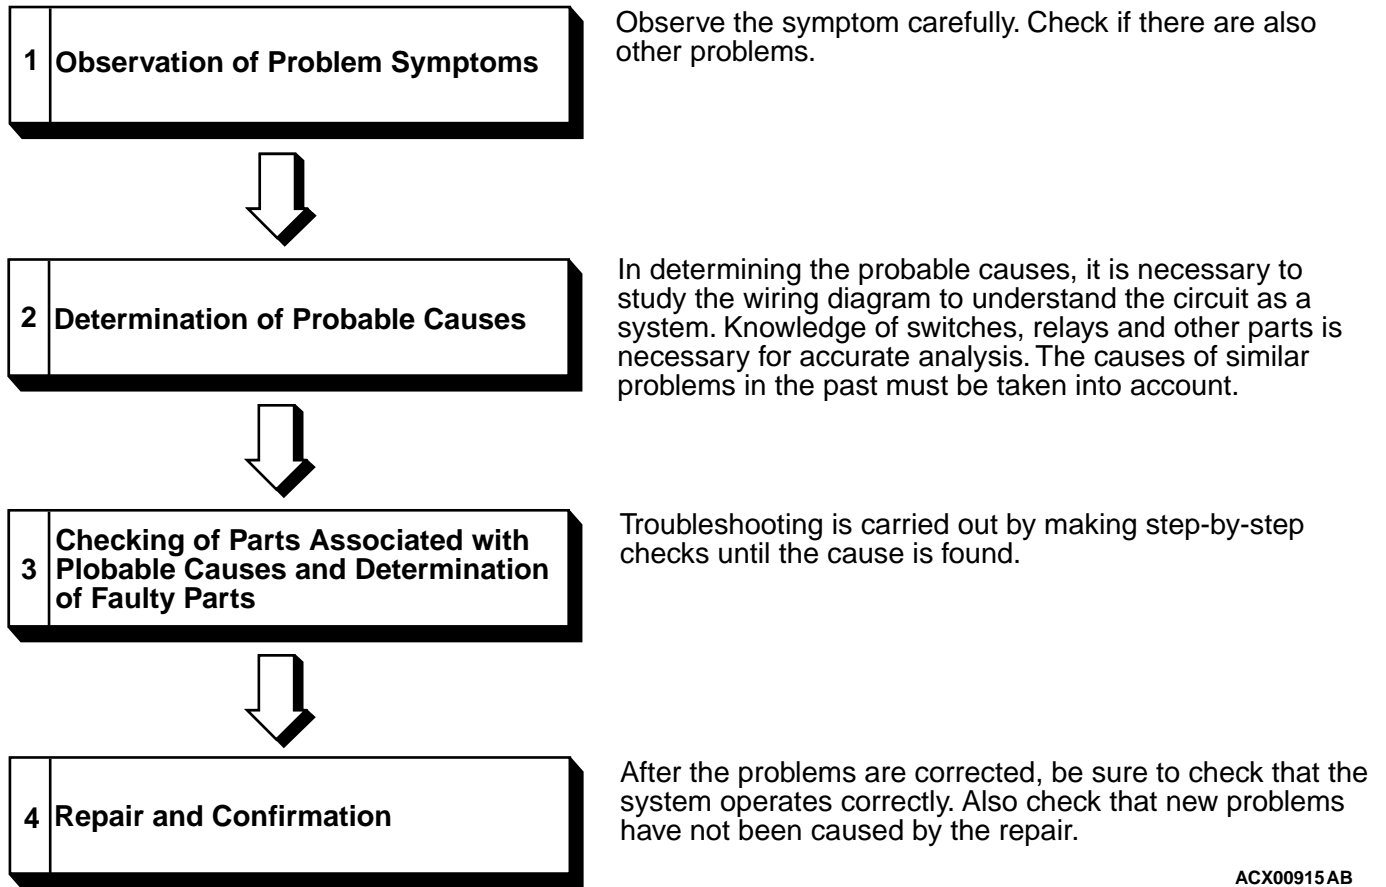 1 Observation of Problem Symptoms
Observe the symptom carefully. Check if there are also
other problems.
2 Determination of Probable Causes
In determining the probable causes, it is necessary to
study the wiring diagram to understand the circuit as a
system. Knowledge of switches, relays and other parts is
necessary for accurate analysis. The causes of similar
problems in the past must be taken into account.
3
Checking of Parts Associated with
Plobable Causes and Determination
of Faulty Parts
Troubleshooting is carried out by making step-by-step
checks until the cause is found.
4 Repair and Confirmation
After the problems are corrected, be sure to check that the
system operates correctly. Also check that new problems
have not been caused by the repair.
ACX00915AB